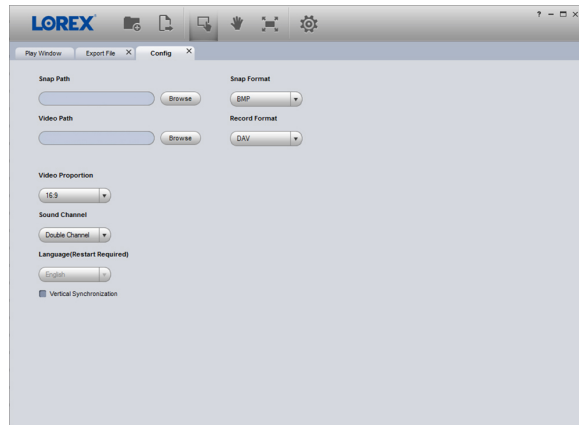 LOREX
? – □ ×
Play Window Export File X Config X
Snap Path Snap Format
Browse BMP
Video Path Record Format
Browse DAV
Video Proportion
16:9
Sound Channel
Double Channel
Language(Restart Required)
English
Vertical Synchronization